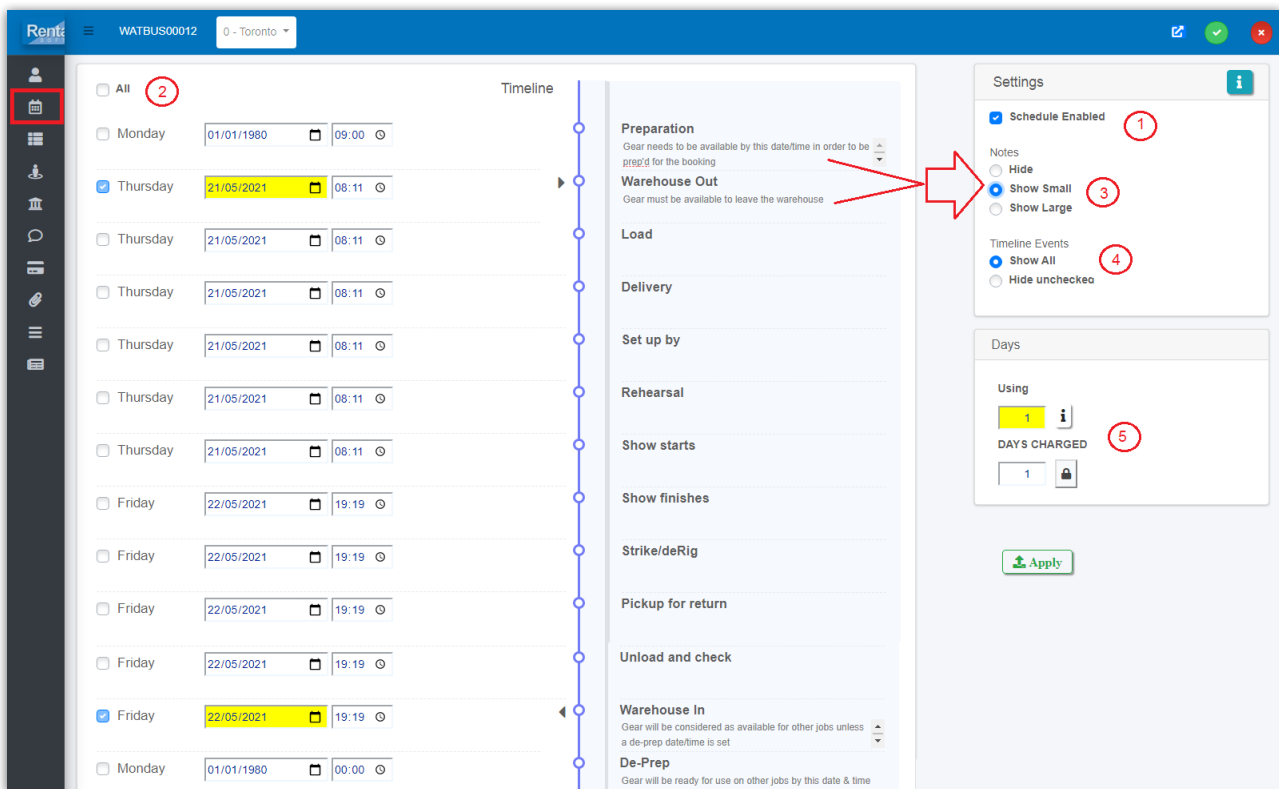 Renta
WATBUS00012
0 - Toronto
All
2
Timeline
Monday
01/01/1980
09:00
Preparation
Gear needs to be available by this date/time in order to be
prep'd for the booking
Thursday
21/05/2021
08:11
Warehouse Out
Gear must be available to leave the warehouse
Thursday
21/05/2021
08:11
Load
Thursday
21/05/2021
08:11
Delivery
Thursday
21/05/2021
08:11
Set up by
Thursday
21/05/2021
08:11
Rehearsal
Thursday
21/05/2021
08:11
Show starts
Friday
22/05/2021
19:19
Show finishes
Friday
22/05/2021
19:19
Strike/deRig
Friday
22/05/2021
19:19
Pickup for return
Friday
22/05/2021
19:19
Unload and check
Friday
22/05/2021
19:19
Warehouse In
Gear will be considered as available for other jobs unless
a de-prep date/time is set
Monday
01/01/1980
00:00
De-Prep
Gear will be ready for use on other jobs by this date & time
Settings
i
Schedule Enabled
1
Notes
Hide
Show Small
3
Show Large
Timeline Events
Show All
4
Hide unchecked
Days
Using
1
i
5
DAYS CHARGED
1
Apply